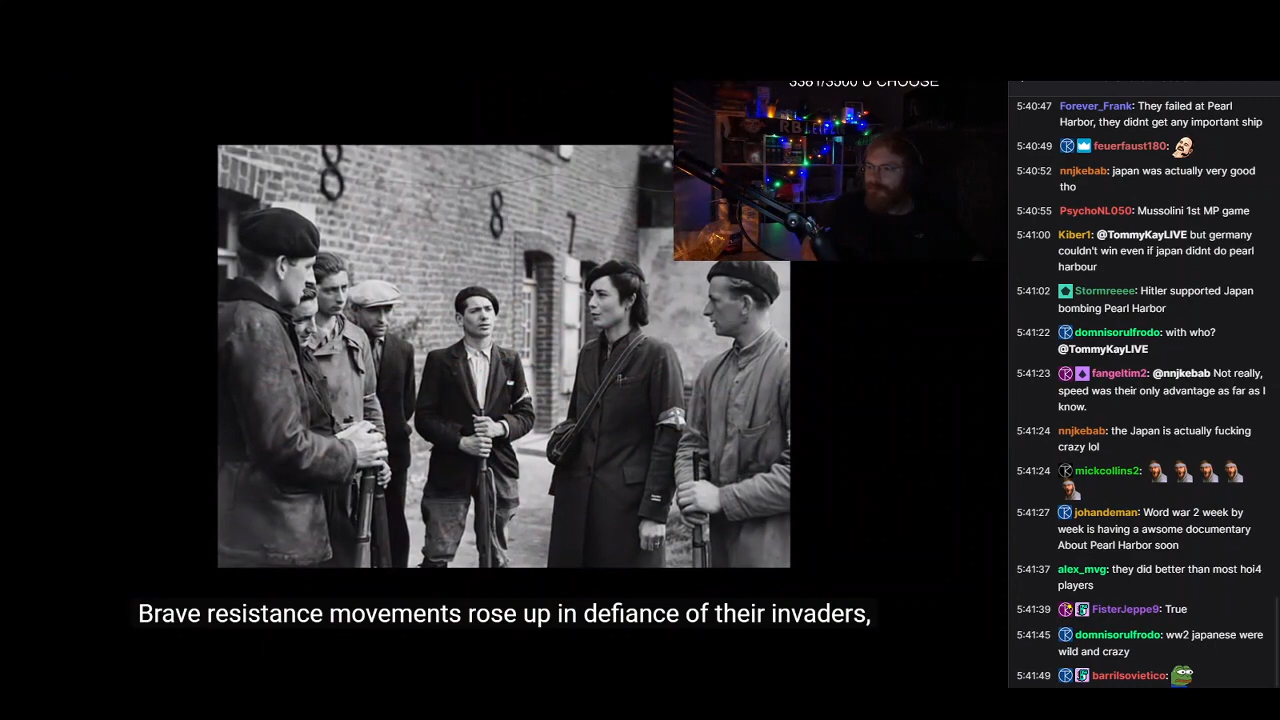 3381/3500 U CHOOSE
8
8
7
Brave resistance movements rose up in defiance of their invaders,
5:40:47 Forever_Frank: They failed at Pearl
Harbor, they didnt get any important ship
5:40:49 feuerfaust180:
5:40:52 nnjkebab: japan was actually very good
tho
5:40:55 PsychoNL050: Mussolini 1st MP game
5:41:00 Kiber1: @TommyKayLIVE but germany
couldn't win even if japan didnt do pearl
harbour
5:41:02 Stormreeee: Hitler supported Japan
bombing Pearl Harbor
5:41:22 domnisorulfrodo: with who?
@TommyKayLIVE
5:41:23 fangeltim2: @nnjkebab Not really,
speed was their only advantage as far as I
know.
5:41:24 nnjkebab: the Japan is actually fucking
crazy lol
5:41:24 mickcollins2:
5:41:27 johandeman: Word war 2 week by
week is having a awsome documentary
About Pearl Harbor soon
5:41:37 alex_mvg: they did better than most hoi4
players
5:41:39 FisterJeppe9: True
5:41:45 domnisorulfrodo: ww2 japanese were
wild and crazy
5:41:49 barrilsovietico: